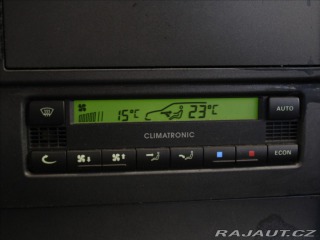 15°C 23°C
AUTO
CLIMATRONIC
ECON
RAJAUT.CZ